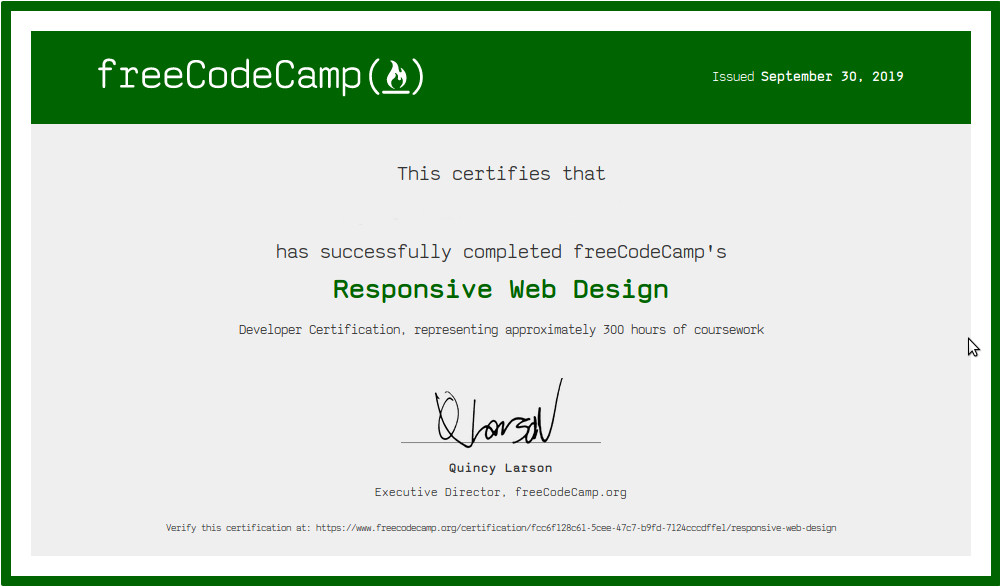 freeCodeCamp(🔥)
Issued September 30, 2019
This certifies that
has successfully completed freeCodeCamp's
Responsive Web Design
Developer Certification, representing approximately 300 hours of coursework
QLarson
Quincy Larson
Executive Director, freeCodeCamp.org
Verify this certification at: https://www.freecodecamp.org/certification/fcc6f128c61-5cee-47c7-b9fd-7124cccdffe1/responsive-web-design